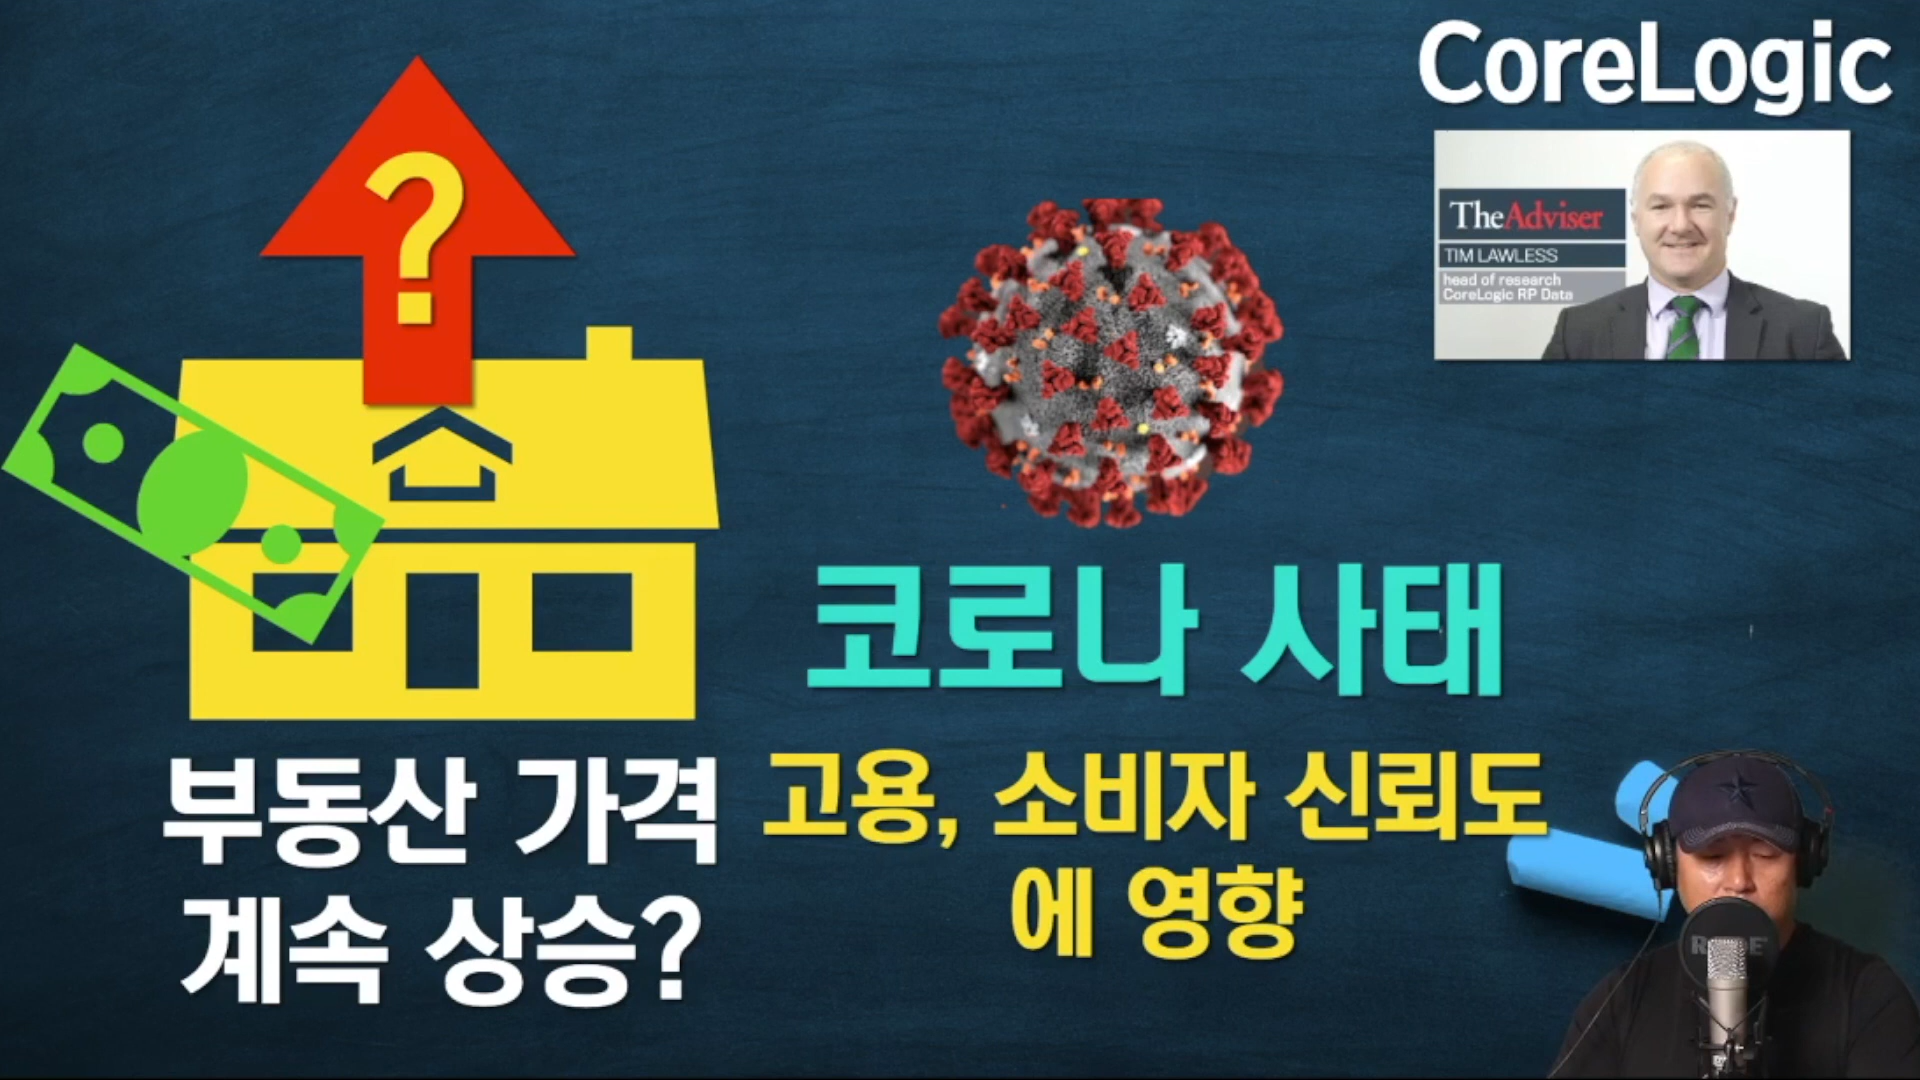 CoreLogic
TheAdviser
TIM LAWLESS
head of research
CoreLogic RP Data
?
코로나 사태
부동산 가격
계속 상승?
고용, 소비자 신뢰도
에 영향